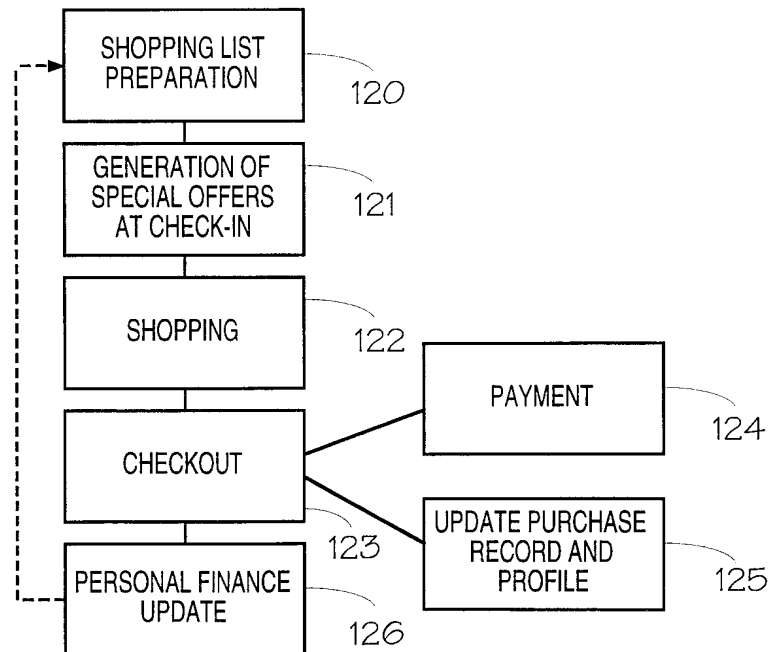 SHOPPING LIST
PREPARATION
120
GENERATION OF
SPECIAL OFFERS
AT CHECK-IN
121
SHOPPING
122
PAYMENT
124
CHECKOUT
123
UPDATE PURCHASE
RECORD AND
PROFILE
125
PERSONAL FINANCE
UPDATE
126